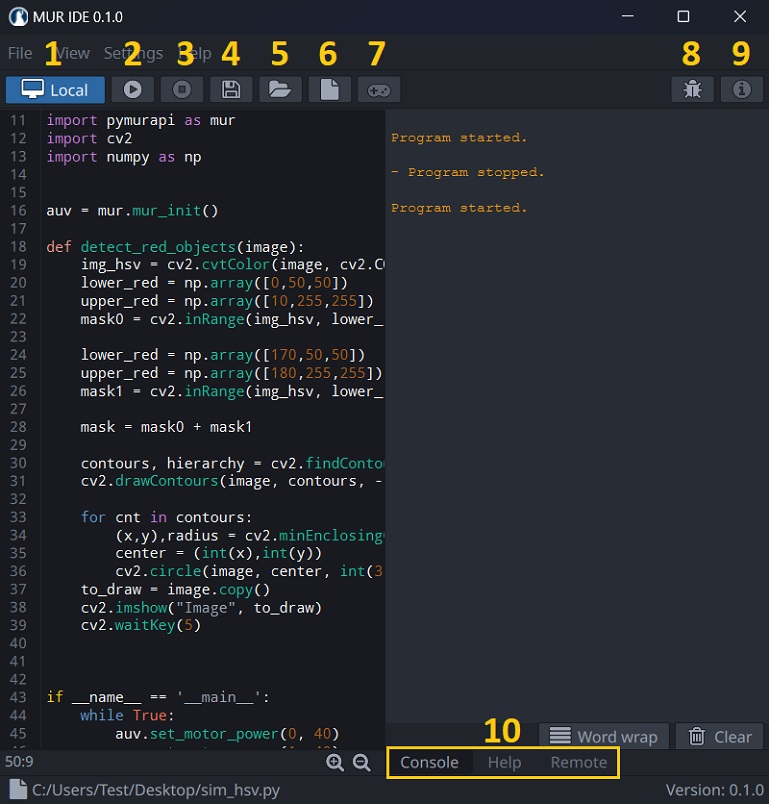 MUR IDE 0.1.0
File View Settings Help
1 2 3 4 5 6 7 8 9
Local
11 import pymurapi as mur
12 import cv2
13 import numpy as np
14
15
16 auv = mur.mur_init()
17
18 def detect_red_objects(image):
19 img_hsv = cv2.cvtColor(image, cv2.CO
20 lower_red = np.array([0,50,50])
21 upper_red = np.array([10,255,255])
22 mask0 = cv2.inRange(img_hsv, lower_
23
24 lower_red = np.array([170,50,50])
25 upper_red = np.array([180,255,255])
26 mask1 = cv2.inRange(img_hsv, lower_
27
28 mask = mask0 + mask1
29
30 contours, hierarchy = cv2.findConto
31 cv2.drawContours(image, contours, -
32
33 for cnt in contours:
34 (x,y),radius = cv2.minEnclosing
35 center = (int(x),int(y))
36 cv2.circle(image, center, int(3
37 to_draw = image.copy()
38 cv2.imshow("Image", to_draw)
39 cv2.waitKey(5)
40
41
42
43 if __name__ == '__main__':
44 while True:
45 auv.set_motor_power(0, 40)
Program started.
- Program stopped.
Program started.
10
Word wrap Clear
50:9
Console Help Remote
C:/Users/Test/Desktop/sim_hsv.py
Version: 0.1.0